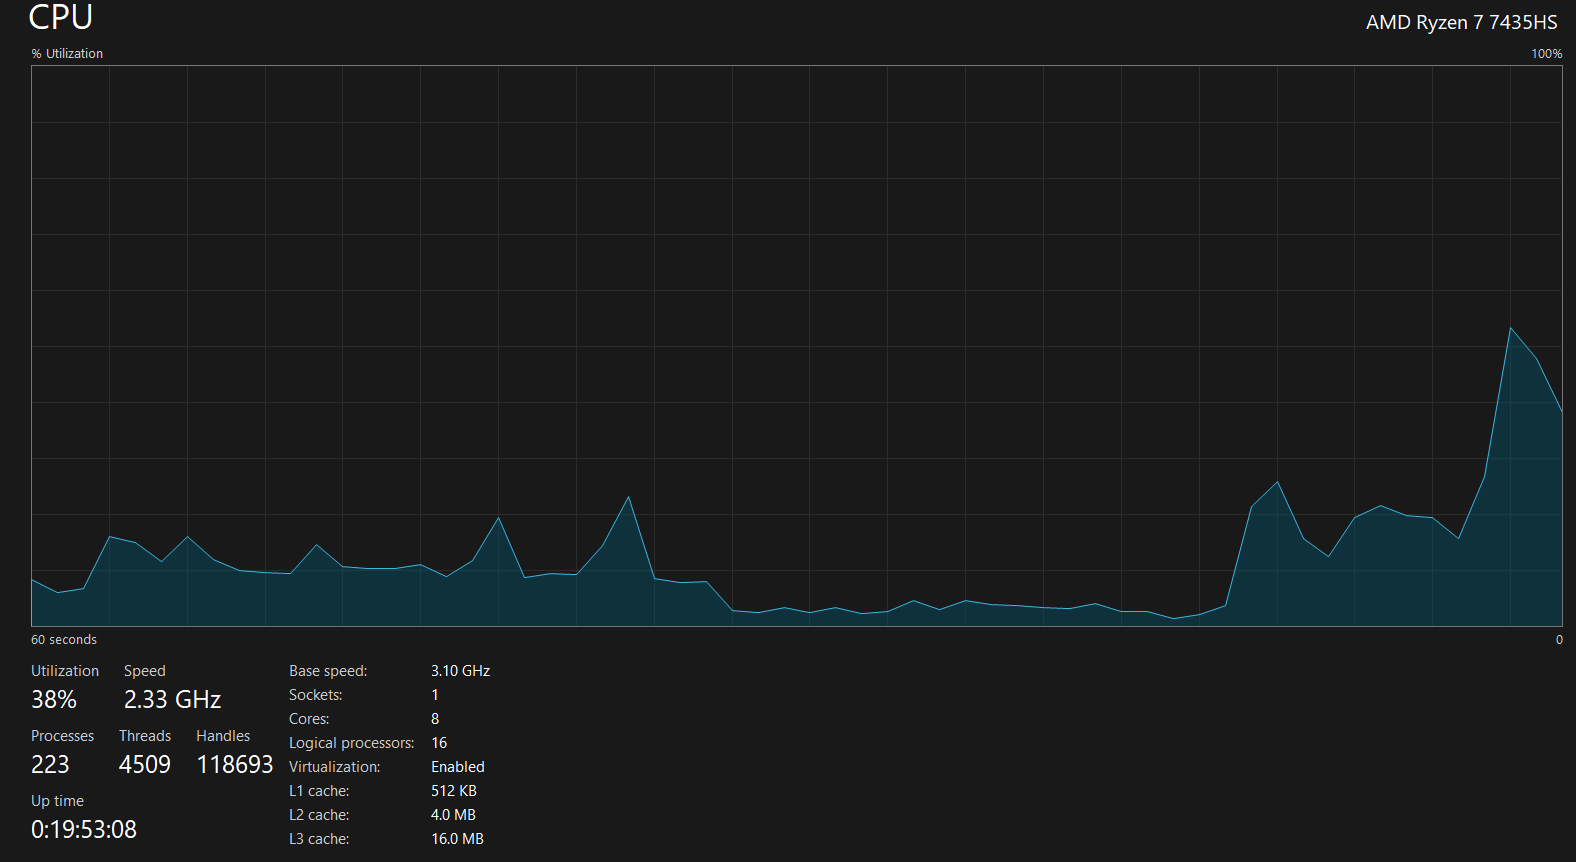 CPU
AMD Ryzen 7 7435HS
% Utilization
100%
60 seconds
0
Utilization
Speed
38%
2.33 GHz
Processes
Threads
Handles
223
4509
118693
Up time
0:19:53:08
Base speed:
3.10 GHz
Sockets:
1
Cores:
8
Logical processors:
16
Virtualization:
Enabled
L1 cache:
512 KB
L2 cache:
4.0 MB
L3 cache:
16.0 MB